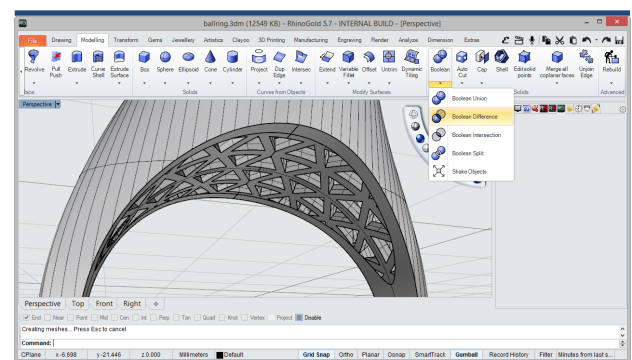 ballring.3dm (12549 KB) - RhinoGold 5.7 - INTERNAL BUILD - [Perspective]
File Drawing Modelling Transform Gems Jewellery Artistics Clayoo 3D Printing Manufacturing Engraving Render Analyze Dimension Extras
Revolve Pull Push Extrude Curve Shell Extrude Surface Box Sphere Ellipsoid Cone Cylinder Project Dup Edge Intersec Extend Variable Fillet Offset Untrim Dynamic Tiling Boolean Auto Cut Cap Shell Edit solid points Merge all coplanar faces Unjoin Edge Rebuild
face Solids Curves from Objects Modify Surfaces Solids Advanced
Perspective
Boolean Union
Boolean Difference
Boolean Intersection
Boolean Split
Shake Objects
Perspective Top Front Right
End Near Point Mid Cen Int Perp Tan Quad Knot Vertex Project Disable
Creating meshes... Press Esc to cancel
Command:
CPlane x -6.698 y -21.446 z 0.000 Millimeters Default Grid Snap Ortho Planar Osnap SmartTrack Gumball Record History Filter Minutes from last s...